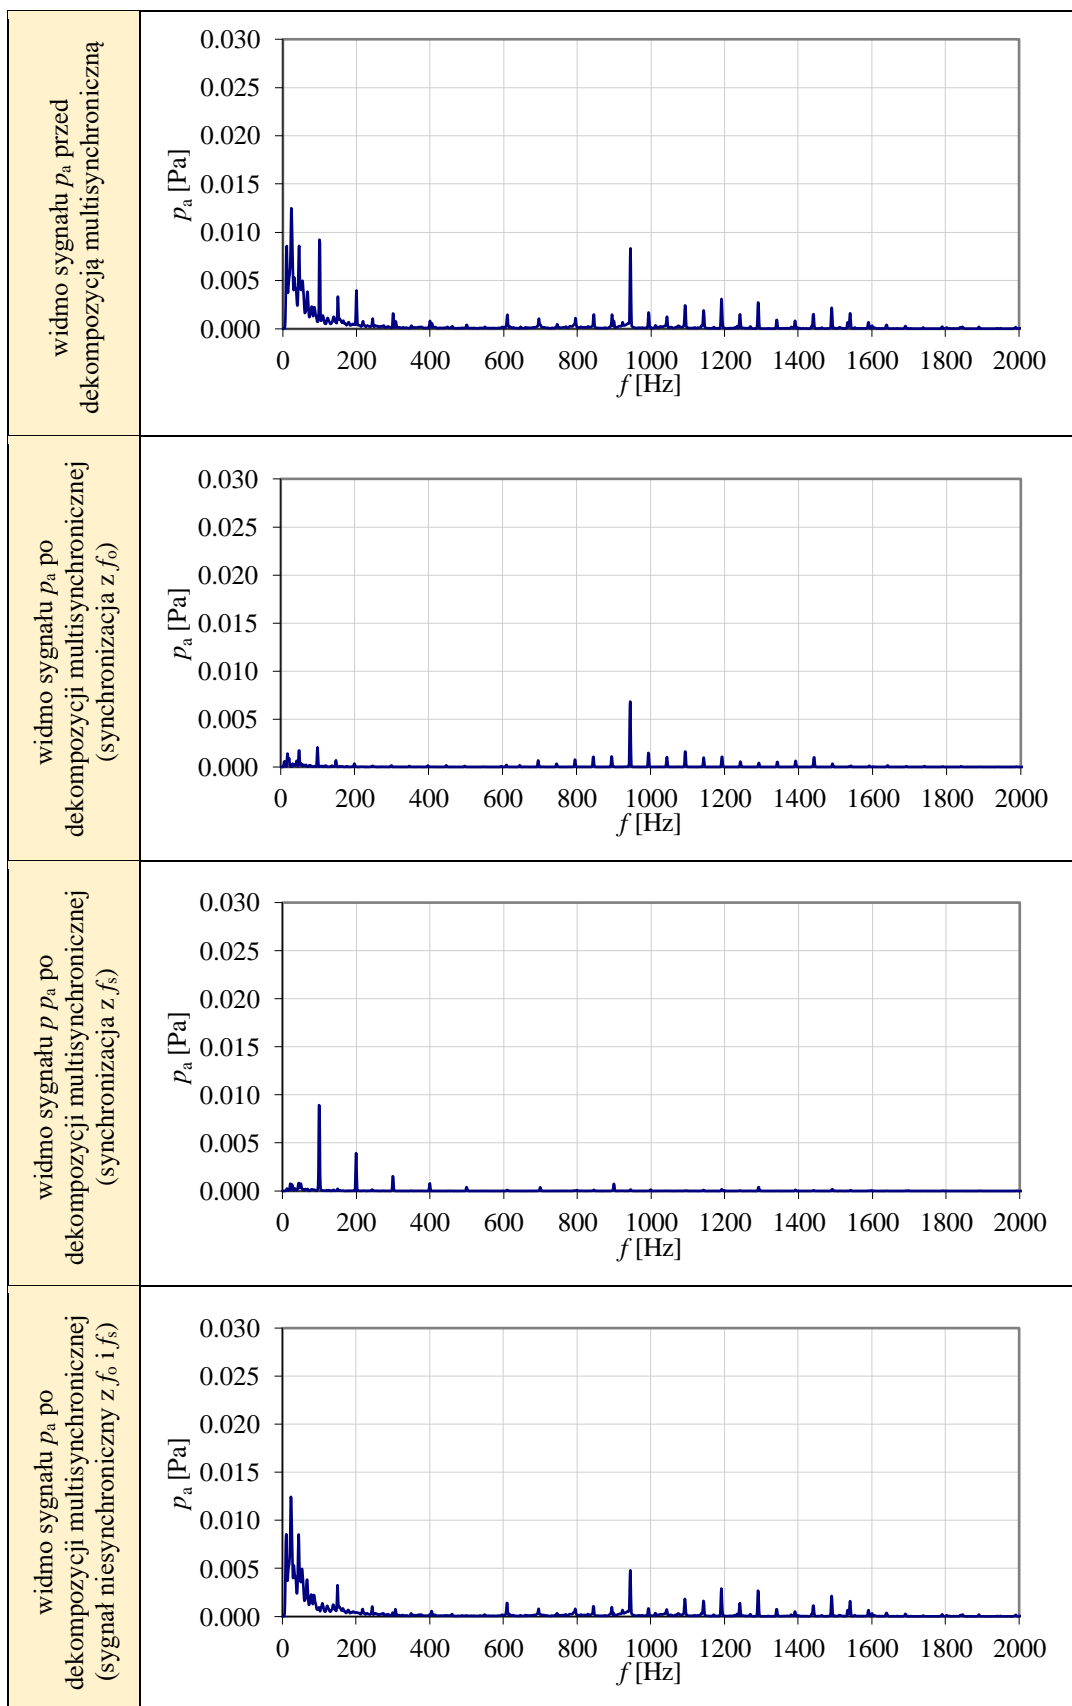 widmo sygnału pa przed
dekompozycją multisynchroniczną
0.030
0.025
0.020
0.015
0.010
0.005
0.000
pa [Pa]
0 200 400 600 800 1000 1200 1400 1600 1800 2000
f [Hz]
widmo sygnału pa po
dekompozycji multisynchronicznej
(synchronizacja z fo)
0.030
0.025
0.020
0.015
0.010
0.005
0.000
pa [Pa]
0 200 400 600 800 1000 1200 1400 1600 1800 2000
f [Hz]
widmo sygnału p pa po
dekompozycji multisynchronicznej
(synchronizacja z fs)
0.030
0.025
0.020
0.015
0.010
0.005
0.000
pa [Pa]
0 200 400 600 800 1000 1200 1400 1600 1800 2000
f [Hz]
widmo sygnału pa po
dekompozycji multisynchronicznej
(sygnał niesynchroniczny z fo i fs)
0.030
0.025
0.020
0.015
0.010
0.005
0.000
pa [Pa]
0 200 400 600 800 1000 1200 1400 1600 1800 2000
f [Hz]